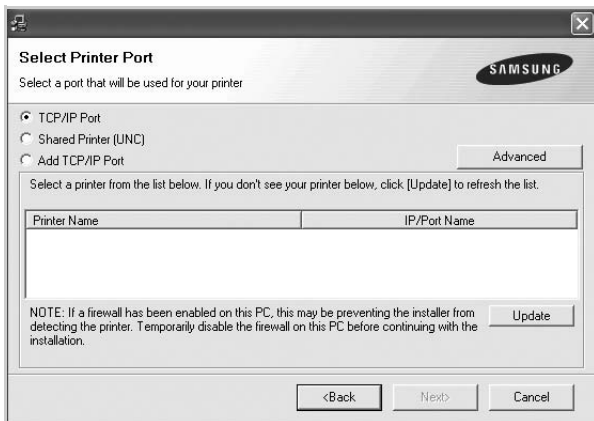 Select Printer Port
Select a port that will be used for your printer
SAMSUNG
TCP/IP Port
Shared Printer (UNC)
Add TCP/IP Port
Advanced
Select a printer from the list below. If you don't see your printer below, click [Update] to refresh the list.
Printer Name IP/Port Name
NOTE: If a firewall has been enabled on this PC, this may be preventing the installer from
detecting the printer. Temporarily disable the firewall on this PC before continuing with the
installation.
Update
<Back Next> Cancel